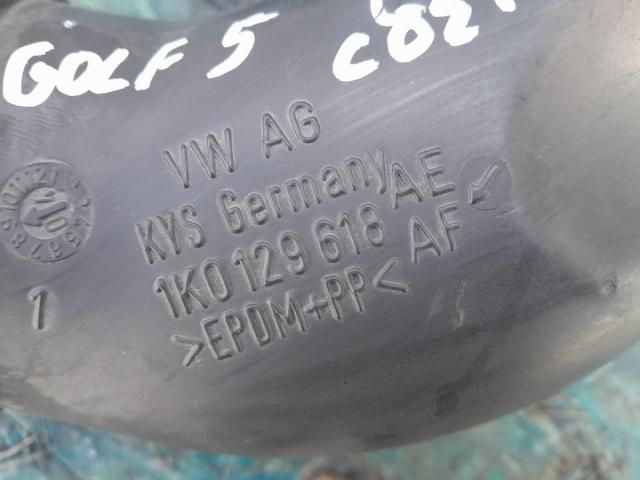 GOLF 5
VW AG
KYS Germany
1K0 129 618 AE
AF
>EPDM+PP<
1